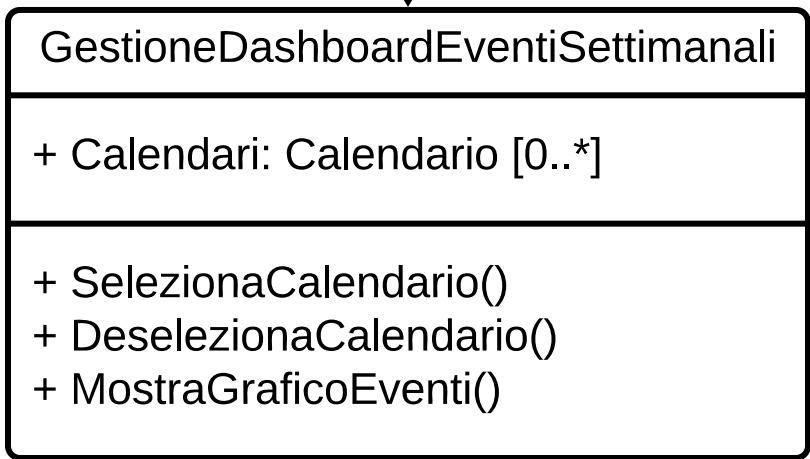 GestioneDashboardEventiSettimanali
+ Calendari: Calendario [0..*]
+ SelezionaCalendario()
+ DeselezionaCalendario()
+ MostraGraficoEventi()